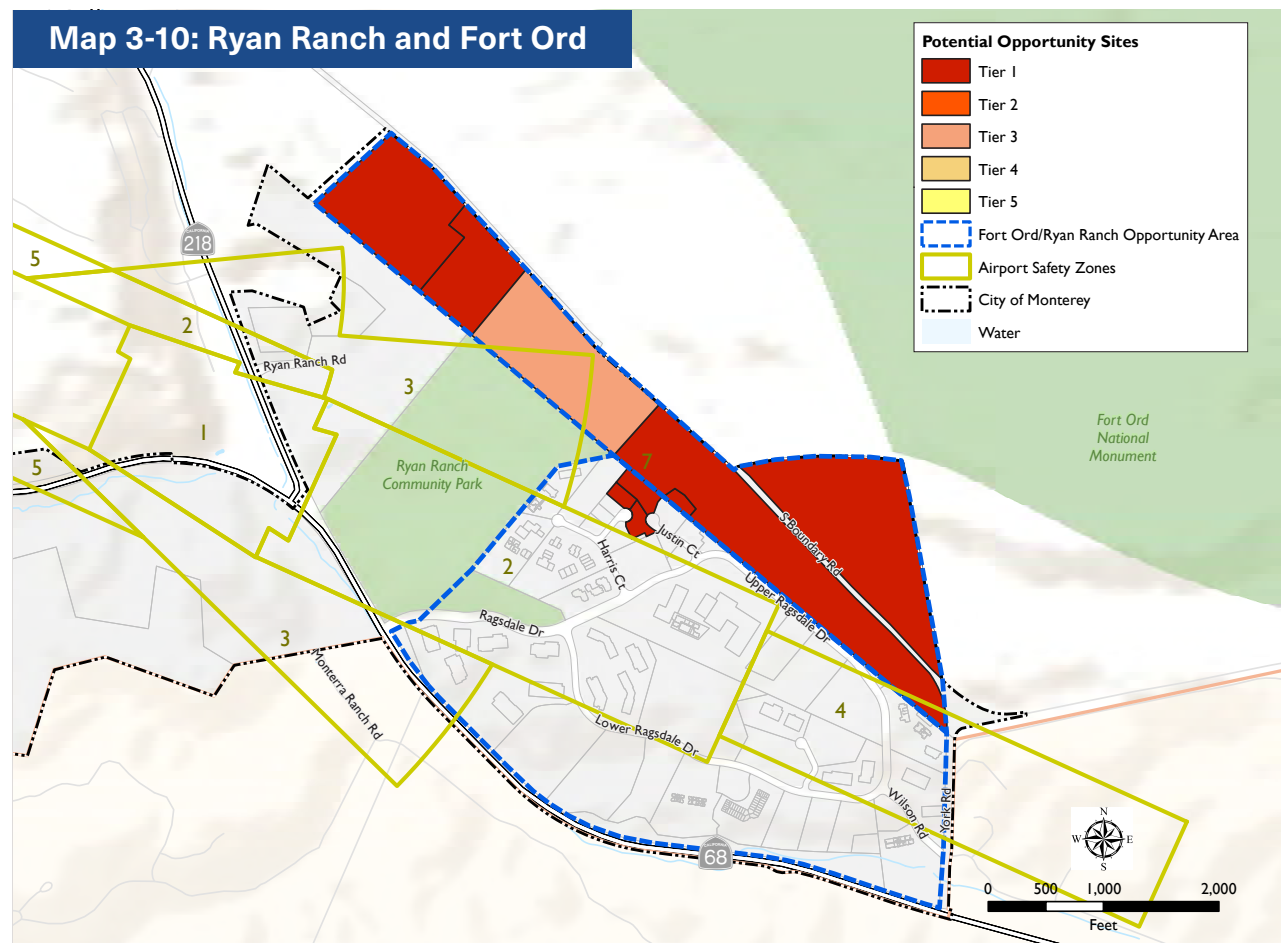 Map 3-10: Ryan Ranch and Fort Ord
Potential Opportunity Sites
Tier 1
Tier 2
Tier 3
Tier 4
Tier 5
Fort Ord/Ryan Ranch Opportunity Area
Airport Safety Zones
City of Monterey
Water
CALIFORNIA
218
5
2
Ryan Ranch Rd
3
1
5
Ryan Ranch
Community Park
7
Fort Ord
National
Monument
S Boundary Rd
Justin Ct
Harris Ct
2
Upper Ragsdale Dr
Ragsdale Dr
3
Monterra Ranch Rd
4
Lower Ragsdale Dr
Wilson Rd
York Rd
CALIFORNIA
68
N
W
E
S
0 500 1,000 2,000
Feet